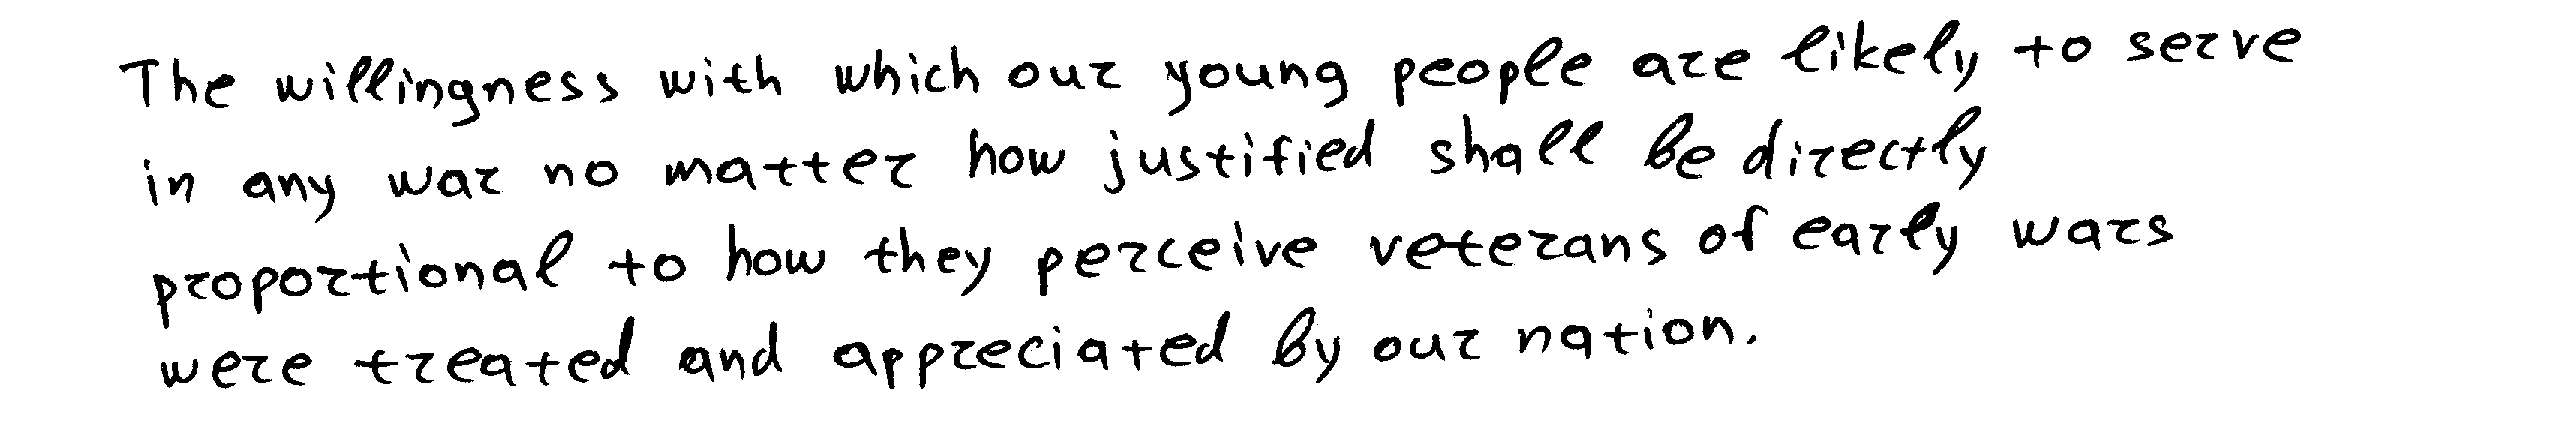 The willingness with which our young people are likely to serve
in any war no matter how justified shall be directly
proportional to how they perceive veterans of early wars
were treated and appreciated by our nation.